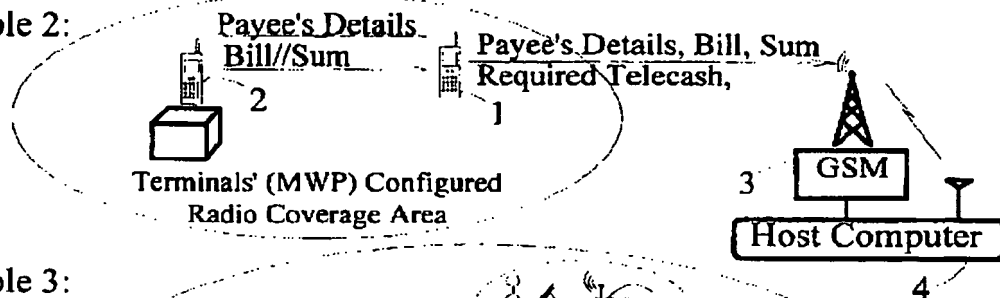 ple 2:
Payee's Details
Bill//Sum
2
Payee's Details, Bill, Sum
Required Telecash,
1
Terminals' (MWP) Configured
Radio Coverage Area
3
GSM
Host Computer
4
ple 3: